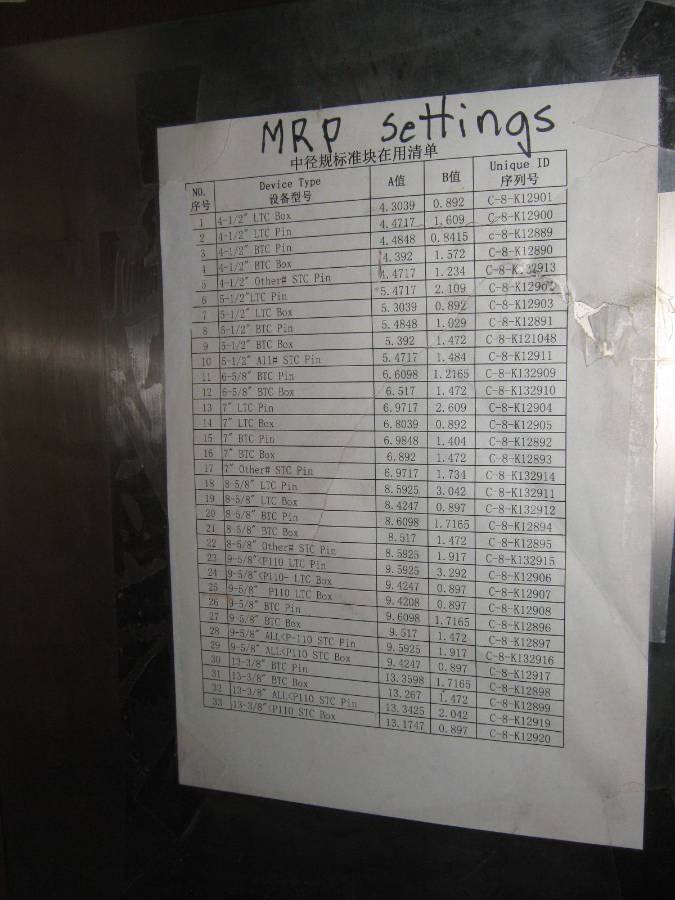 MRP Settings
中径规标准块在用清单
NO. 序号 Device Type 设备型号 A值 B值 Unique ID 序列号
1 4-1/2" LTC Box 4.3039 0.892 C-8-K12901
2 4-1/2" LTC Pin 4.4717 1.609 C-8-K12900
3 4-1/2" BTC Pin 4.4848 0.8415 c-8-K12889
4 4-1/2" BTC Box 4.392 1.572 C-8-K12890
5 4-1/2" Other# STC Pin 4.4717 1.234
6 5-1/2"LTC Pin 5.4717 2.109
7 5-1/2" LTC Box 5.3039 0.892 C-8-K12903
8 5-1/2" BTC Pin 5.4848 1.029 C-8-K12891
9 5-1/2" BTC Box 5.392 1.472 C-8-K121048
10 5-1/2" All# STC Pin 5.4717 1.484 C-8-K12911
11 6-5/8" BTC Pin 6.6098 1.2165 C-8-K132909
12 6-5/8" BTC Box 6.517 1.472 C-8-K132910
13 7" LTC Pin 6.9717 2.609 C-8-K12904
14 7" LTC Box 6.8039 0.892 C-8-K12905
15 7" BTC Pin 6.9848 1.404 C-8-K12892
16 7" BTC Box 6.892 1.472 C-8-K12893
17 7" Other# STC Pin 6.9717 1.734 C-8-K132914
18 8-5/8" LTC Pin 8.5925 3.042 C-8-K132911
19 8-5/8" LTC Box 8.4247 0.897 C-8-K132912
20 8-5/8" BTC Pin 8.6098 1.7165 C-8-K12894
21 8-5/8" BTC Box 8.517 1.472 C-8-K12895
22 8-5/8" Other# STC Pin 8.5925 1.917 C-8-K132915
23 9-5/8"<P110 LTC Pin 9.5925 3.292 C-8-K12906
24 9-5/8"<P110- LTC Box 9.4247 0.897 C-8-K12907
25 9-5/8" P110 LTC Box 9.4208 0.897 C-8-K12908
26 9-5/8" BTC Pin 9.6098 1.7165 C-8-K12896
27 9-5/8" BTC Box 9.517 1.472 C-8-K12897
28 9-5/8" ALL<P-110 STC Pin 9.5925 1.917 C-8-K132916
29 9-5/8" ALL<P110 STC Box 9.4247 0.897 C-8-K12917
30 13-3/8" BTC Pin 13.3598 1.7165 C-8-K12898
31 13-3/8" BTC Box 13.267 1.472 C-8-K12899
32 13-3/8" ALL<P110 STC Pin 13.3425 2.042 C-8-K12919
33 13-3/8"<P110 STC Box 13.1747 0.897 C-8-K12920